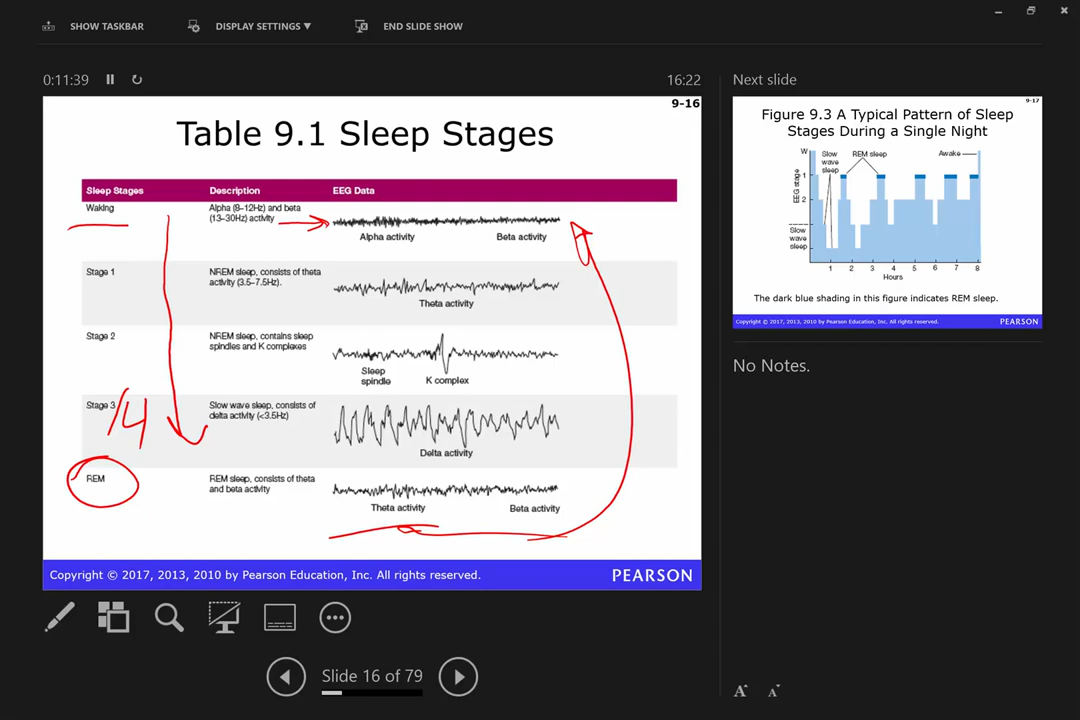 SHOW TASKBAR
DISPLAY SETTINGS ▼
END SLIDE SHOW
0:11:39
16:22
9-16
Table 9.1 Sleep Stages
Sleep Stages Description EEG Data
Waking Alpha (8–12Hz) and beta
(13–30Hz) activity
Alpha activity Beta activity
Stage 1 NREM sleep, consists of theta
activity (3.5–7.5Hz).
Theta activity
Stage 2 NREM sleep, contains sleep
spindles and K complexes
Sleep
spindle
K complex
Stage 3 /4 Slow wave sleep, consists of
delta activity (<3.5Hz)
Delta activity
REM REM sleep, consists of theta
and beta activity
Theta activity Beta activity
Copyright © 2017, 2013, 2010 by Pearson Education, Inc. All rights reserved.
PEARSON
Slide 16 of 79
Next slide
9-17
Figure 9.3 A Typical Pattern of Sleep
Stages During a Single Night
W
Slow
wave
sleep
REM sleep
Awake
1
2
EEG stage
Slow
wave
sleep
1 2 3 4 5 6 7 8
Hours
The dark blue shading in this figure indicates REM sleep.
Copyright © 2017, 2013, 2010 by Pearson Education, Inc. All rights reserved.
PEARSON
No Notes.
A A